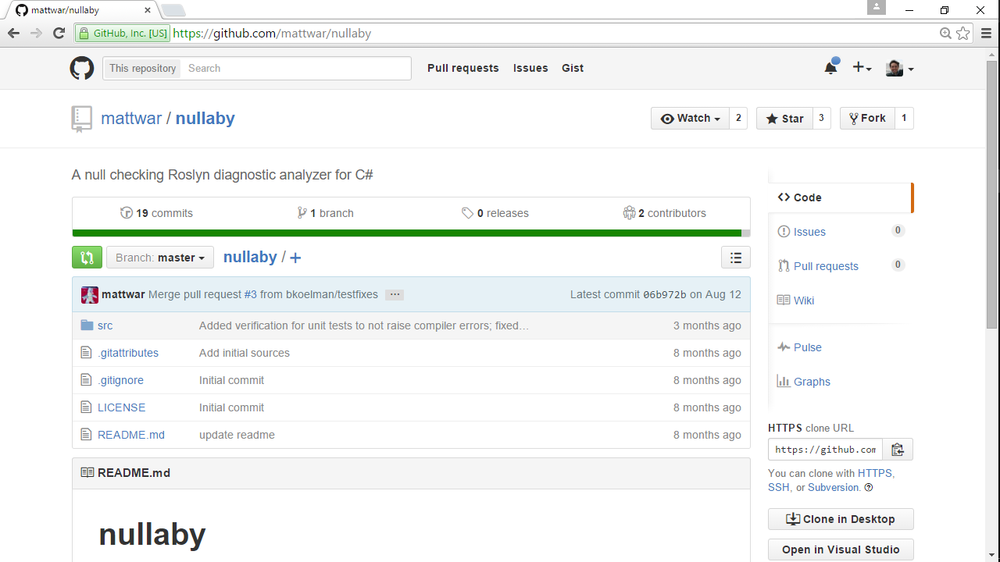 mattwar/nullaby
GitHub, Inc. [US] https://github.com/mattwar/nullaby
This repository Search Pull requests Issues Gist
mattwar / nullaby Watch 2 Star 3 Fork 1
A null checking Roslyn diagnostic analyzer for C#
19 commits 1 branch 0 releases 2 contributors
Branch: master nullaby / +
mattwar Merge pull request #3 from bkoelman/testfixes ... Latest commit 06b972b on Aug 12
src Added verification for unit tests to not raise compiler errors; fixed… 3 months ago
.gitattributes Add initial sources 8 months ago
.gitignore Initial commit 8 months ago
LICENSE Initial commit 8 months ago
README.md update readme 8 months ago
README.md
nullaby
Code
Issues 0
Pull requests 0
Wiki
Pulse
Graphs
HTTPS clone URL
https://github.com
You can clone with HTTPS,
SSH, or Subversion.
Clone in Desktop
Open in Visual Studio